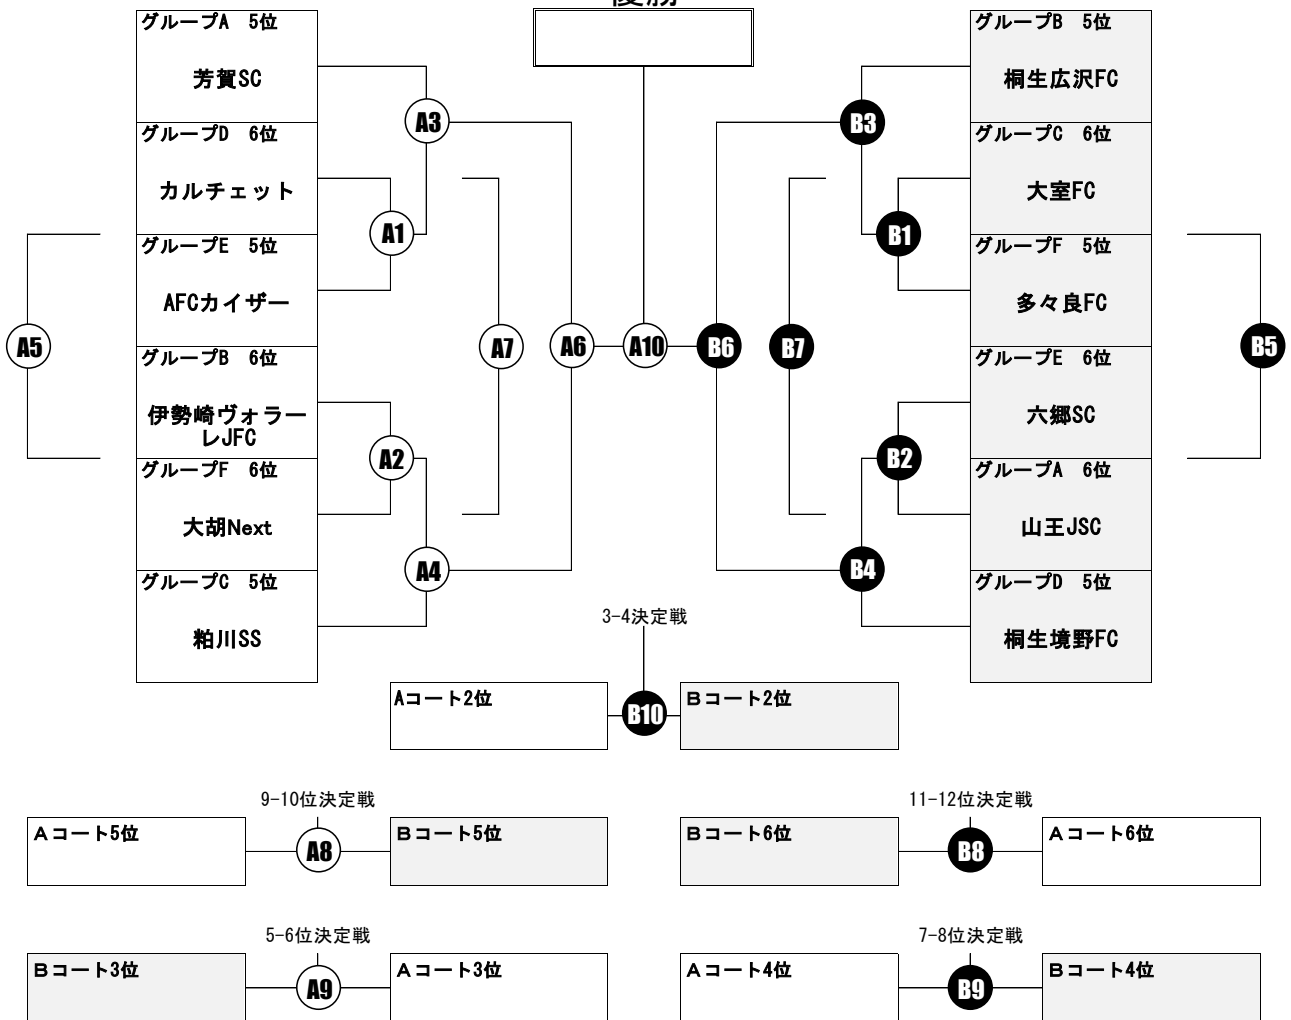 優勝
グループA 5位
芳賀SC
グループD 6位
カルチェット
グループE 5位
AFCカイザー
グループB 6位
伊勢崎ヴォラー
レJFC
グループF 6位
大胡Next
グループC 5位
粕川SS
A3
A1
A5
A7
A6
A10
A2
A4
グループB 5位
桐生広沢FC
グループC 6位
大室FC
グループF 5位
多々良FC
グループE 6位
六郷SC
グループA 6位
山王JSC
グループD 5位
桐生境野FC
B3
B1
B6
B7
B5
B2
B4
3-4決定戦
Aコート2位
B10
Bコート2位
9-10位決定戦
Aコート5位
A8
Bコート5位
11-12位決定戦
Bコート6位
B8
Aコート6位
5-6位決定戦
Bコート3位
A9
Aコート3位
7-8位決定戦
Aコート4位
B9
Bコート4位